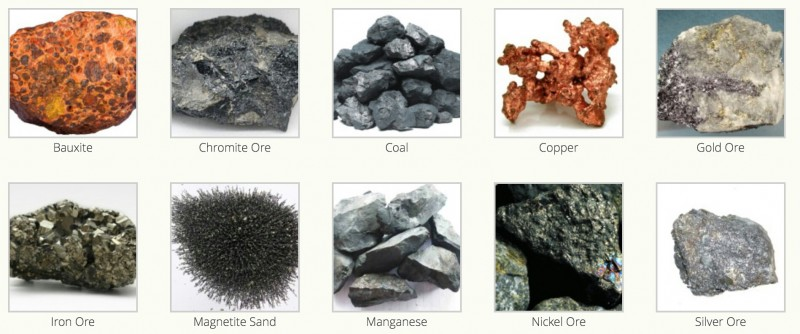 Bauxite
Chromite Ore
Coal
Copper
Gold Ore
Iron Ore
Magnetite Sand
Manganese
Nickel Ore
Silver Ore